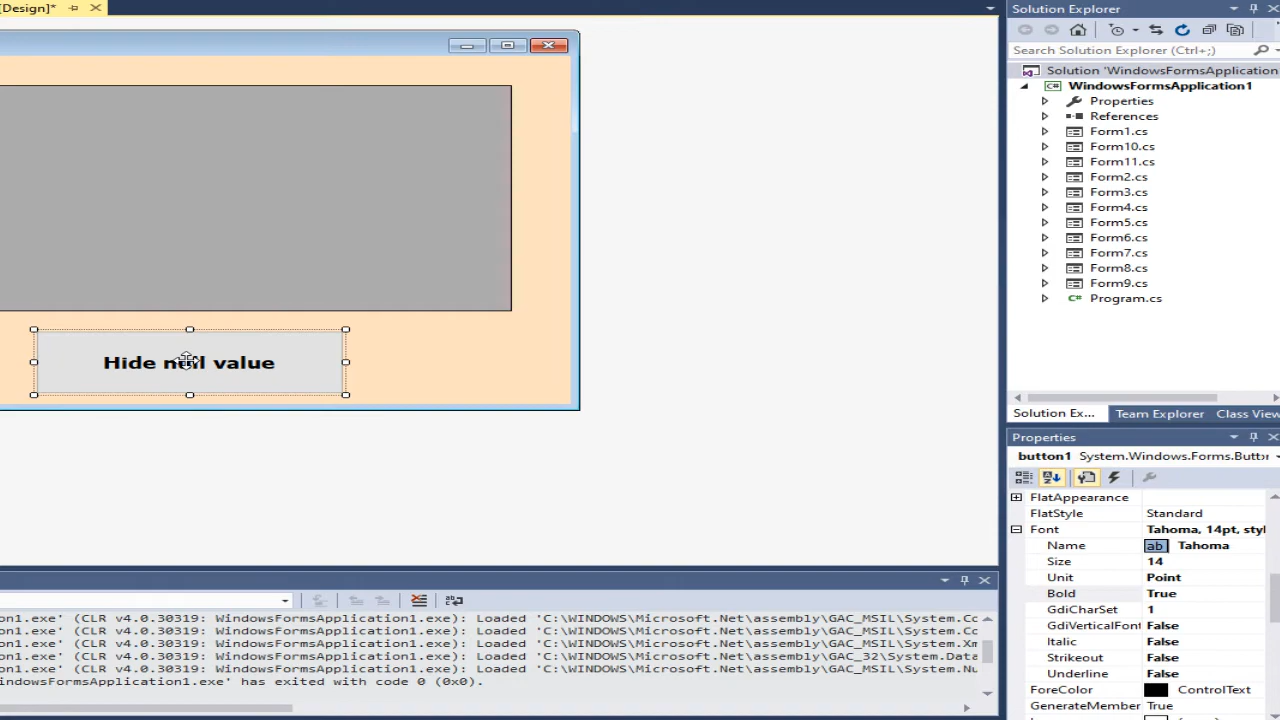 [Design]*
Hide null value
on1.exe' (CLR v4.0.30319: WindowsFormsApplication1.exe): Loaded 'C:\WINDOWS\Microsoft.Net\assembly\GAC_MSIL\System.Co
on1.exe' (CLR v4.0.30319: WindowsFormsApplication1.exe): Loaded 'C:\WINDOWS\Microsoft.Net\assembly\GAC_MSIL\System.Co
on1.exe' (CLR v4.0.30319: WindowsFormsApplication1.exe): Loaded 'C:\WINDOWS\Microsoft.Net\assembly\GAC_MSIL\System.Xm
on1.exe' (CLR v4.0.30319: WindowsFormsApplication1.exe): Loaded 'C:\WINDOWS\Microsoft.Net\assembly\GAC_32\System.Data
on1.exe' (CLR v4.0.30319: WindowsFormsApplication1.exe): Loaded 'C:\WINDOWS\Microsoft.Net\assembly\GAC_MSIL\System.Nu
indowsFormsApplication1.exe' has exited with code 0 (0x0).
Solution Explorer
Search Solution Explorer (Ctrl+;)
Solution 'WindowsFormsApplication
C# WindowsFormsApplication1
Properties
References
Form1.cs
Form10.cs
Form11.cs
Form2.cs
Form3.cs
Form4.cs
Form5.cs
Form6.cs
Form7.cs
Form8.cs
Form9.cs
C# Program.cs
Solution Ex... Team Explorer Class View
Properties
button1 System.Windows.Forms.Button
FlatAppearance
FlatStyle Standard
Font Tahoma, 14pt, styl
Name ab Tahoma
Size 14
Unit Point
Bold True
GdiCharSet 1
GdiVerticalFont False
Italic False
Strikeout False
Underline False
ForeColor ControlText
GenerateMember True